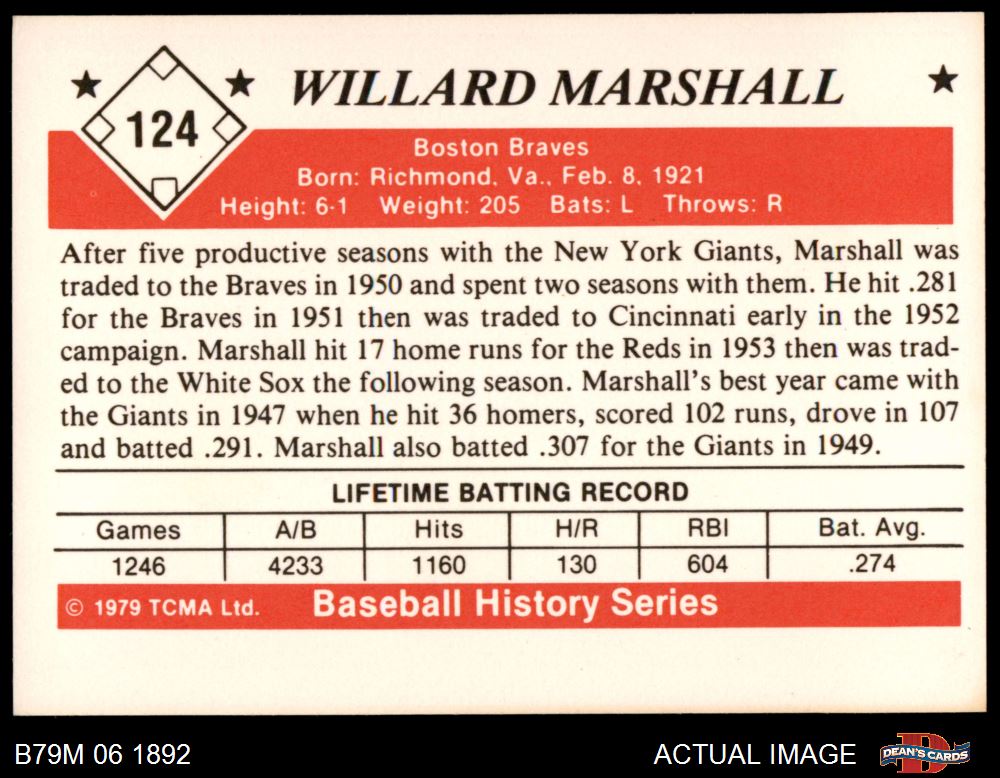 124
WILLARD MARSHALL
Boston Braves
Born: Richmond, Va., Feb. 8, 1921
Height: 6-1 Weight: 205 Bats: L Throws: R
After five productive seasons with the New York Giants, Marshall was
traded to the Braves in 1950 and spent two seasons with them. He hit .281
for the Braves in 1951 then was traded to Cincinnati early in the 1952
campaign. Marshall hit 17 home runs for the Reds in 1953 then was trad-
ed to the White Sox the following season. Marshall's best year came with
the Giants in 1947 when he hit 36 homers, scored 102 runs, drove in 107
and batted .291. Marshall also batted .307 for the Giants in 1949.
LIFETIME BATTING RECORD
Games A/B Hits H/R RBI Bat. Avg.
1246 4233 1160 130 604 .274
© 1979 TCMA Ltd. Baseball History Series
B79M 06 1892 ACTUAL IMAGE DEAN'S CARDS